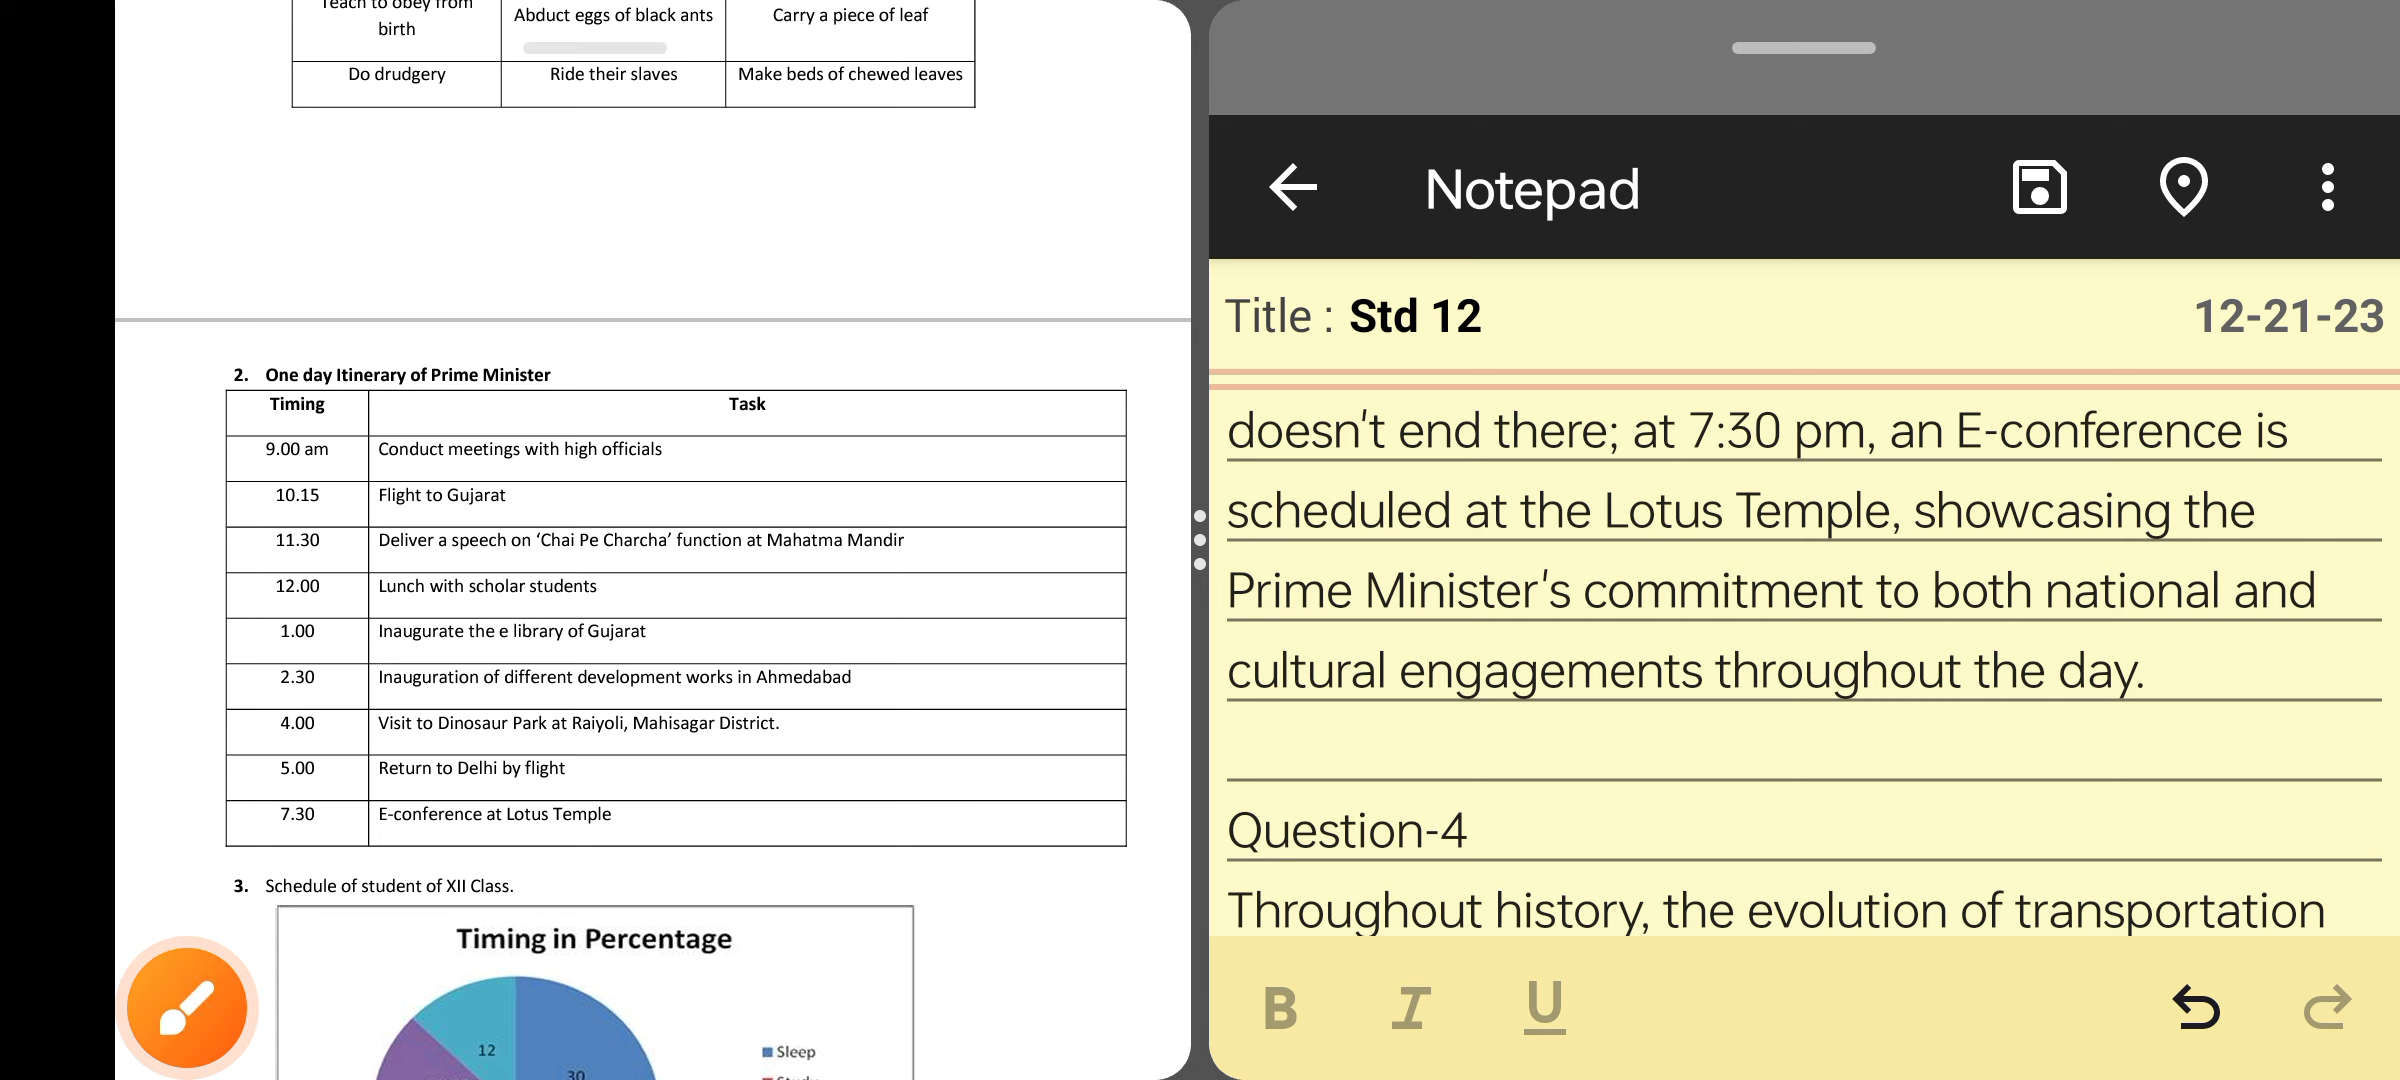 Teach to obey from
birth
Abduct eggs of black ants
Carry a piece of leaf
Do drudgery
Ride their slaves
Make beds of chewed leaves
2. One day Itinerary of Prime Minister
Timing Task
9.00 am Conduct meetings with high officials
10.15 Flight to Gujarat
11.30 Deliver a speech on ‘Chai Pe Charcha’ function at Mahatma Mandir
12.00 Lunch with scholar students
1.00 Inaugurate the e library of Gujarat
2.30 Inauguration of different development works in Ahmedabad
4.00 Visit to Dinosaur Park at Raiyoli, Mahisagar District.
5.00 Return to Delhi by flight
7.30 E-conference at Lotus Temple
3. Schedule of student of XII Class.
Timing in Percentage
12
30
Sleep
Notepad
Title : Std 12 12-21-23
doesn't end there; at 7:30 pm, an E-conference is
scheduled at the Lotus Temple, showcasing the
Prime Minister's commitment to both national and
cultural engagements throughout the day.
Question-4
Throughout history, the evolution of transportation
B I U